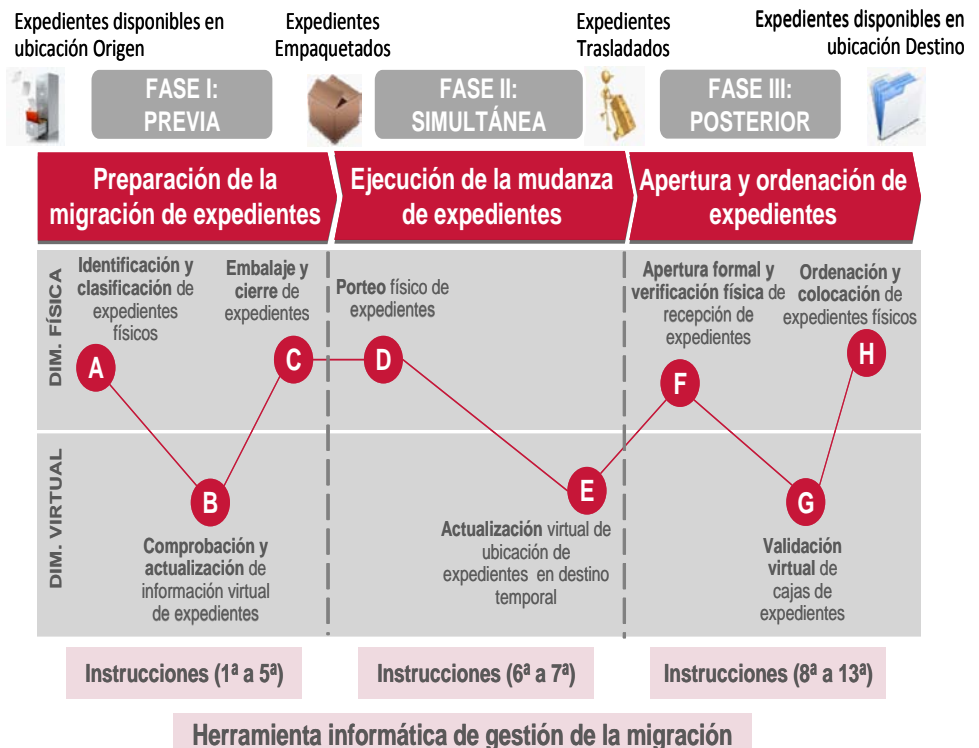 Expedientes disponibles en
ubicación Origen
Expedientes
Empaquetados
Expedientes
Trasladados
Expedientes disponibles en
ubicación Destino
FASE I:
PREVIA
FASE II:
SIMULTÁNEA
FASE III:
POSTERIOR
Preparación de la
migración de expedientes
Ejecución de la mudanza
de expedientes
Apertura y ordenación de
expedientes
DIM. FÍSICA
Identificación y
clasificación de
expedientes
físicos
Embalaje y
cierre de
expedientes
Porteo físico de
expedientes
Apertura formal y
verificación física de
recepción de
expedientes
Ordenación y
colocación de
expedientes físicos
A
C
D
F
H
DIM. VIRTUAL
B
E
G
Comprobación y
actualización de
información virtual
de expedientes
Actualización virtual de
ubicación de
expedientes en destino
temporal
Validación
virtual de
cajas de
expedientes
Instrucciones (1ª a 5ª)
Instrucciones (6ª a 7ª)
Instrucciones (8ª a 13ª)
Herramienta informática de gestión de la migración